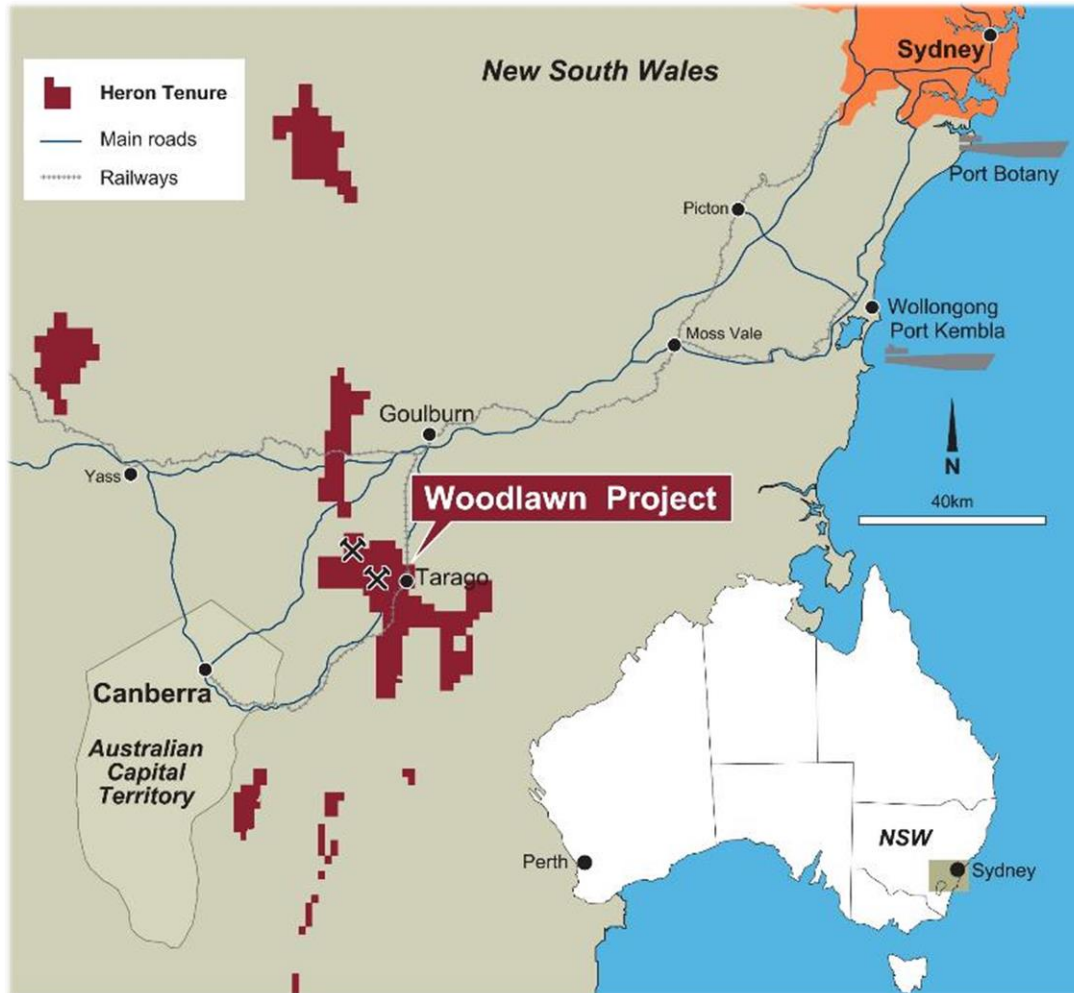 Sydney
New South Wales
Heron Tenure
Main roads
Railways
Port Botany
Picton
Wollongong
Port Kembla
Moss Vale
Goulburn
Yass
Woodlawn Project
N
40km
Tarago
Canberra
Australian
Capital
Territory
NSW
Perth
Sydney